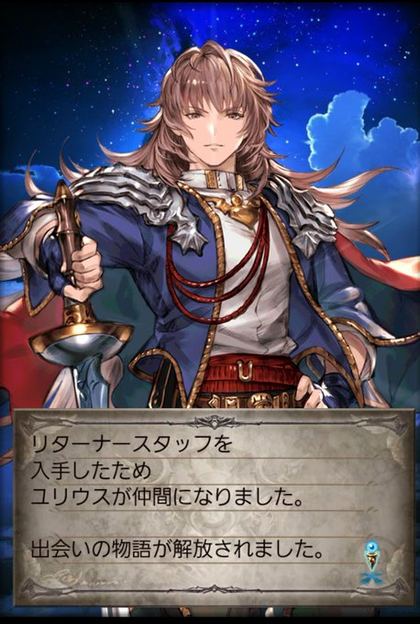 リターナースタッフを
入手したため
ユリウスが仲間になりました。
出会いの物語が解放されました。